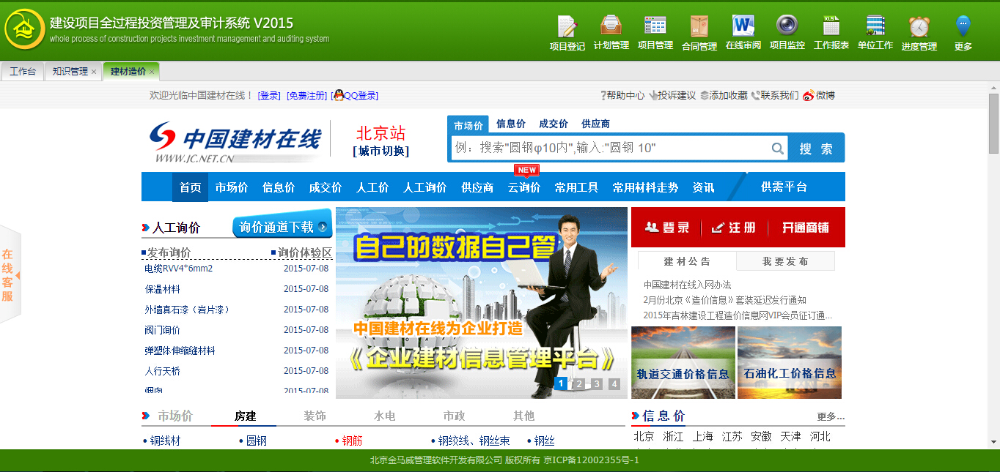 建设项目全过程投资管理及审计系统 V2015
whole process of construction projects investment management and auditing system
项目登记 计划管理 项目管理 合同管理 在线审阅 项目监控 工作报表 单位工作 进度管理 更多
工作台 知识管理 × 建材造价 ×
欢迎光临中国建材在线！ [登录] [免费注册] [QQ登录]
?帮助中心 投诉建议 添加收藏 联系我们 微博
中国建材在线
WWW.JC.NET.CN
北京站
[城市切换]
市场价 信息价 成交价 供应商
例：搜索"圆钢φ10内",输入:"圆钢 10"
搜 索
NEW
首页 市场价 信息价 成交价 人工价 人工询价 供应商 云询价 常用工具 常用材料走势 资讯 供需平台
人工询价 询价通道下载
发布询价 询价体验区
电缆RVV4*6mm2 2015-07-08
保温材料 2015-07-08
外墙真石漆（岩片漆） 2015-07-08
阀门询价 2015-07-08
弹塑体伸缩缝材料 2015-07-08
人行天桥 2015-07-08
烟囱 2015-07-08
自己的数据自己管
中国建材在线为企业打造
《企业建材信息管理平台》
1 2 3 4
登录 注册 开通商铺
建材公告 我要发布
中国建材在线入网办法
2月份北京《造价信息》套装延迟发行通知
2015年吉林建设工程造价信息网VIP会员征订通...
轨道交通价格信息 石油化工价格信息
在线客服
市场价 房建 装饰 水电 市政 其他
• 铜线材 • 圆钢 • 钢筋 • 钢绞线、钢丝束 • 钢丝
信息价 更多...
北京 浙江 上海 江苏 安徽 天津 河北
北京金马威管理软件开发有限公司 版权所有 京ICP备12002355号-1